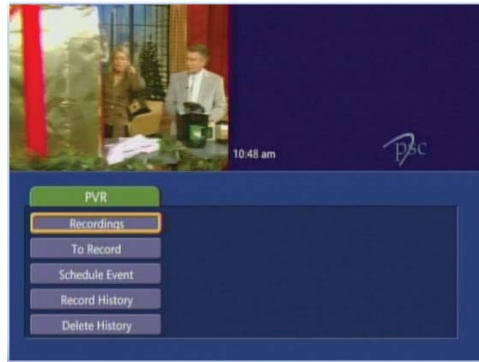 10:48 am
psc
PVR
Recordings
To Record
Schedule Event
Record History
Delete History